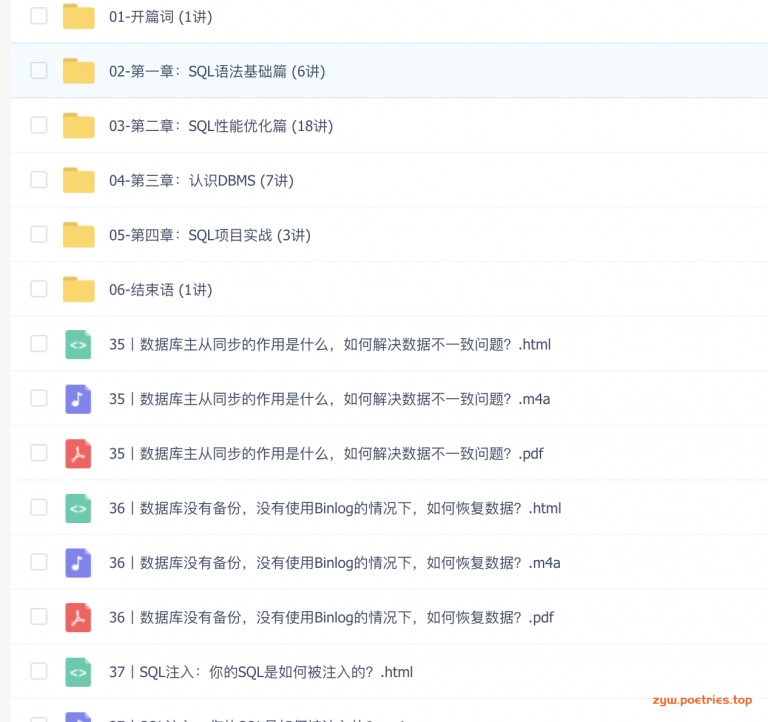 01-开篇词 (1讲)
02-第一章：SQL语法基础篇 (6讲)
03-第二章：SQL性能优化篇 (18讲)
04-第三章：认识DBMS (7讲)
05-第四章：SQL项目实战 (3讲)
06-结束语 (1讲)
35丨数据库主从同步的作用是什么，如何解决数据不一致问题？.html
35丨数据库主从同步的作用是什么，如何解决数据不一致问题？.m4a
35丨数据库主从同步的作用是什么，如何解决数据不一致问题？.pdf
36丨数据库没有备份，没有使用Binlog的情况下，如何恢复数据？.html
36丨数据库没有备份，没有使用Binlog的情况下，如何恢复数据？.m4a
36丨数据库没有备份，没有使用Binlog的情况下，如何恢复数据？.pdf
37丨SQL注入：你的SQL是如何被注入的？.html
zyw.poetries.top